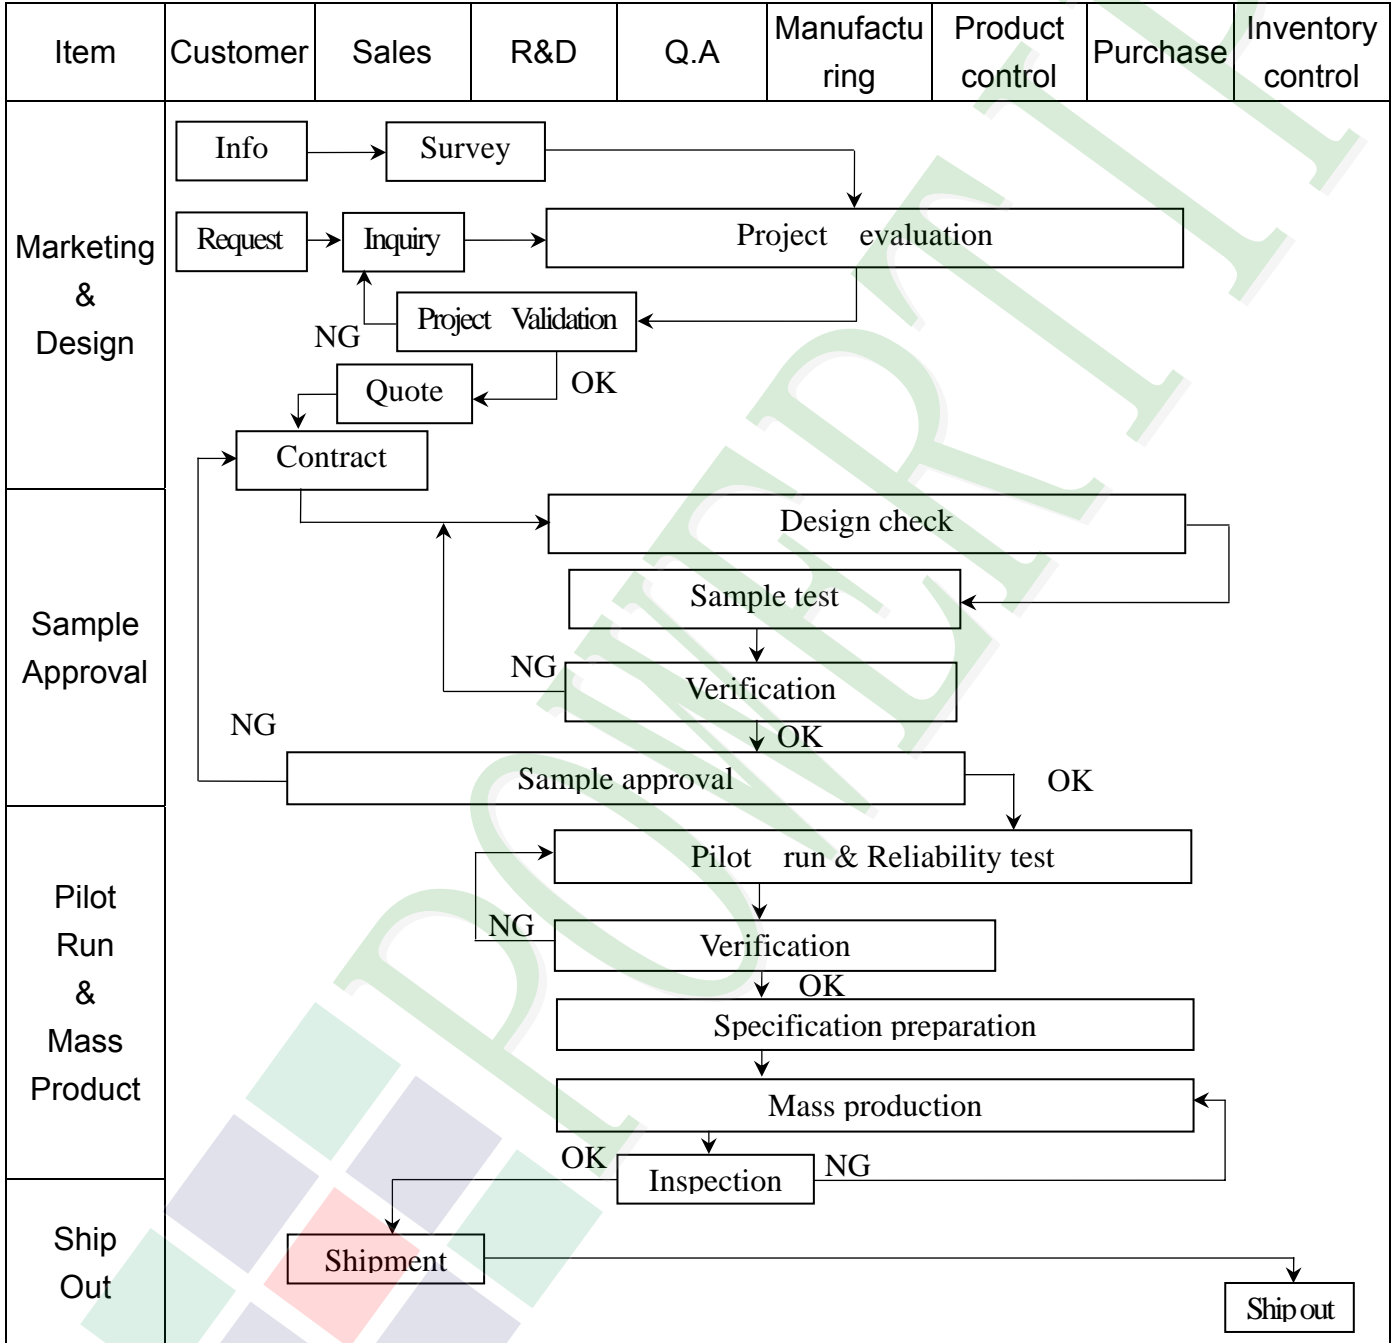 Item
Customer
Sales
R&D
Q.A
Manufactu
ring
Product
control
Purchase
Inventory
control
Marketing
&
Design
Info
Survey
Request
Inquiry
Project evaluation
Project Validation
NG
OK
Quote
Contract
Sample
Approval
Design check
Sample test
NG
Verification
OK
NG
Sample approval
OK
Pilot
Run
&
Mass
Product
Pilot run & Reliability test
NG
Verification
OK
Specification preparation
Mass production
OK
Inspection
NG
Ship
Out
Shipment
Ship out
POWERTIP